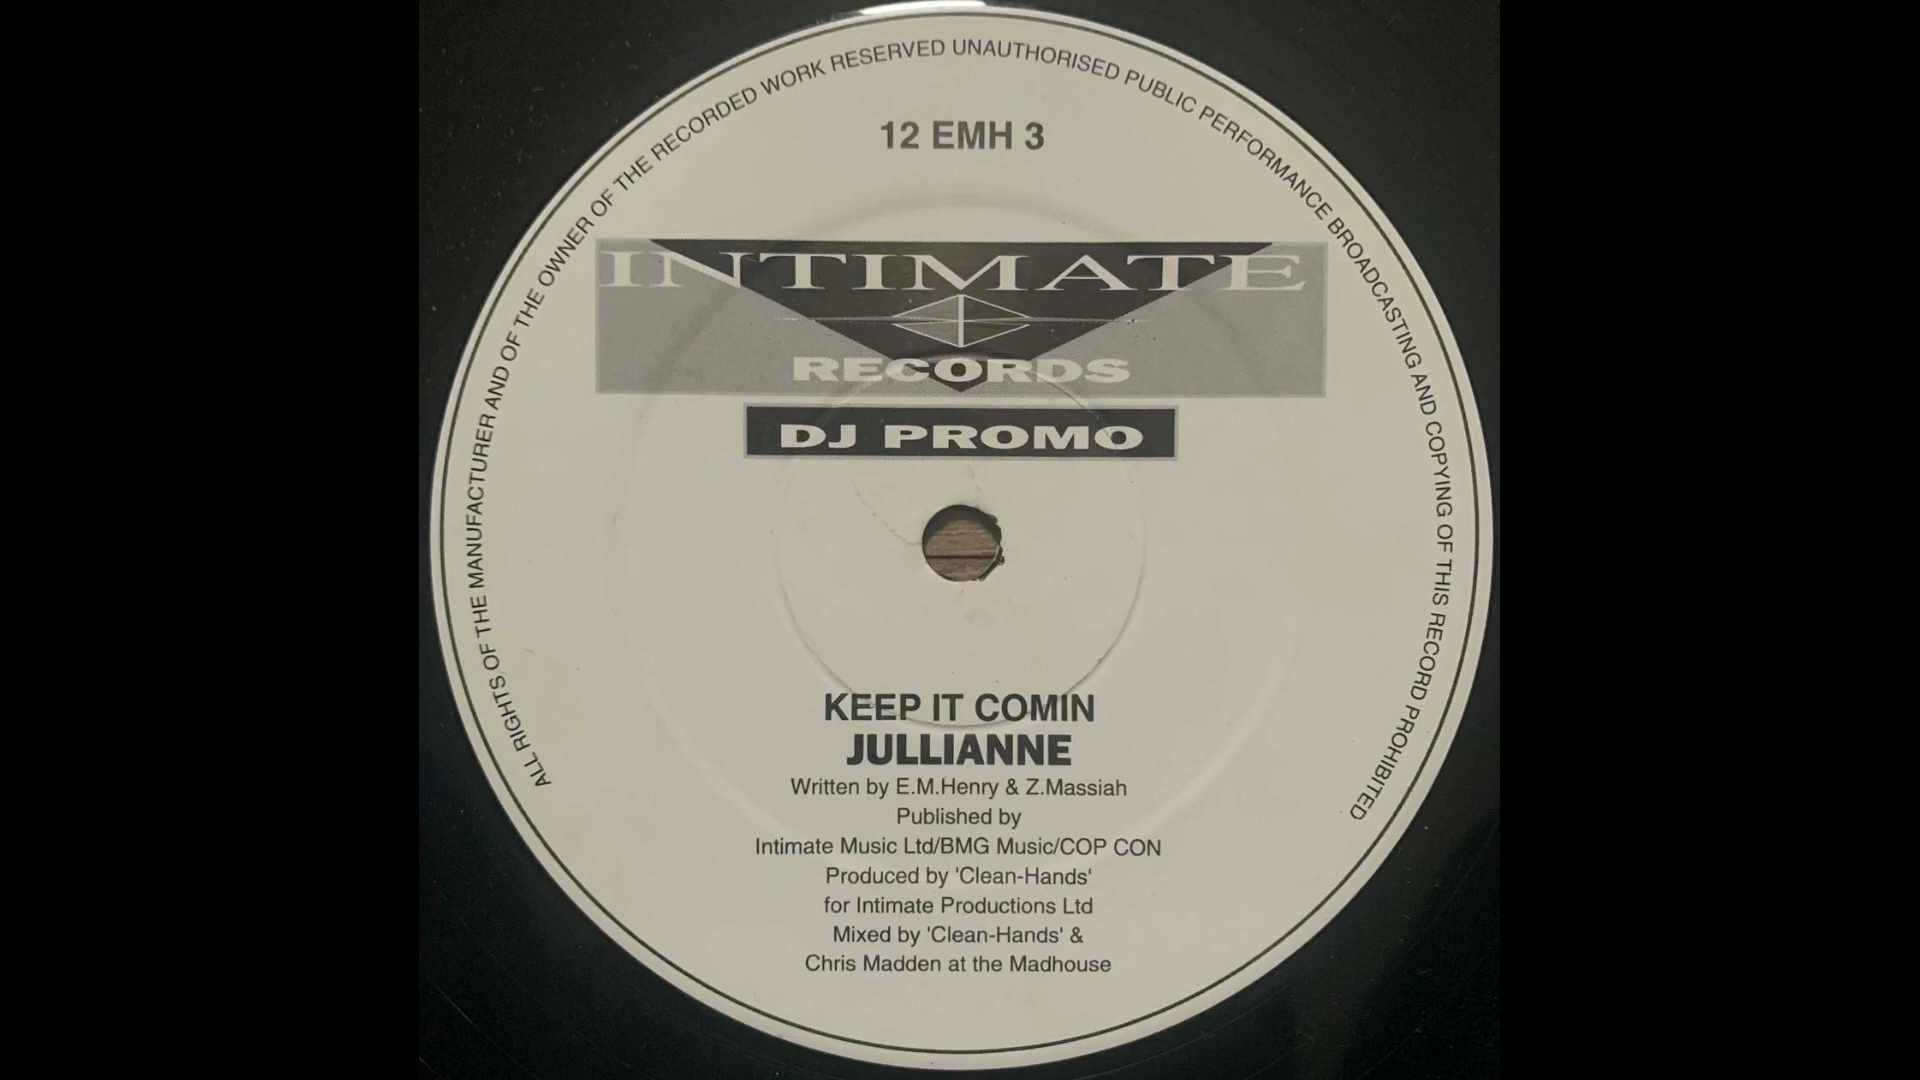 ALL RIGHTS OF THE MANUFACTURER AND OF THE OWNER OF THE RECORDED WORK RESERVED UNAUTHORISED PUBLIC PERFORMANCE BROADCASTING AND COPYING OF THIS RECORD PROHIBITED
12 EMH 3
INTIMATE
RECORDS
DJ PROMO
KEEP IT COMIN
JULLIANNE
Written by E.M.Henry & Z.Massiah
Published by
Intimate Music Ltd/BMG Music/COP CON
Produced by 'Clean-Hands'
for Intimate Productions Ltd
Mixed by 'Clean-Hands' &
Chris Madden at the Madhouse